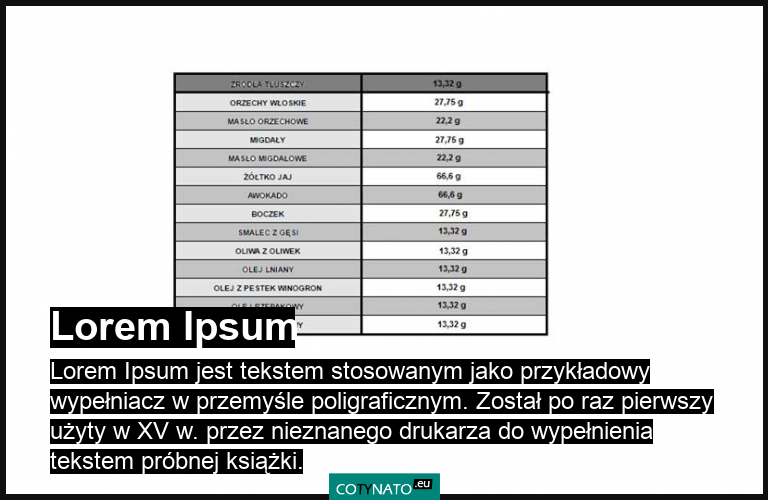 ŻRÓDŁA TŁUSZCZY 13,32 g
ORZECHY WŁOSKIE 27,75 g
MASŁO ORZECHOWE 22,2 g
MIGDAŁY 27,75 g
MASŁO MIGDAŁOWE 22,2 g
ŻÓŁTKO JAJ 66,6 g
AWOKADO 66,6 g
BOCZEK 27,75 g
SMALEC Z GĘSI 13,32 g
OLIWA Z OLIWEK 13,32 g
OLEJ LNIANY 13,32 g
OLEJ Z PESTEK WINOGRON 13,32 g
OLEJ RZEPAKOWY 13,32 g
13,32 g
Lorem Ipsum
Lorem Ipsum jest tekstem stosowanym jako przykładowy
wypełniacz w przemyśle poligraficznym. Został po raz pierwszy
użyty w XV w. przez nieznanego drukarza do wypełnienia
tekstem próbnej książki.
COTYNATO.eu